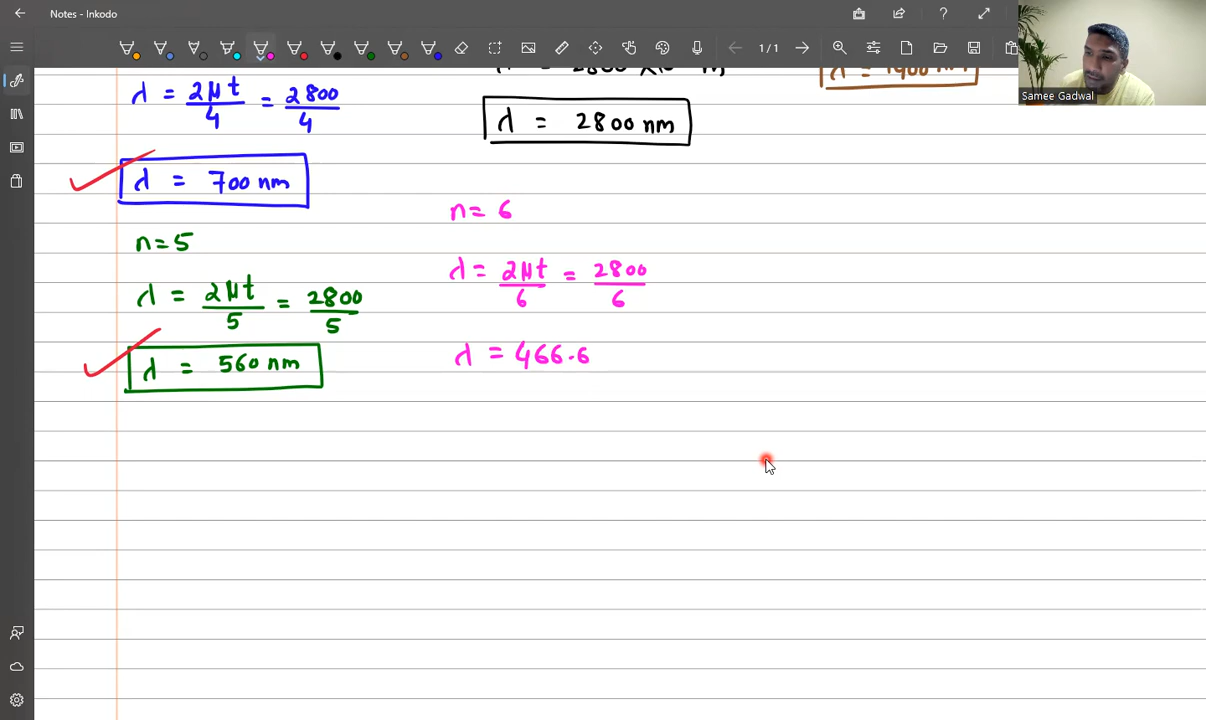 Notes - Inkodo
1/1
Samee Gadwal
λ = 2μt/4 = 2800/4
λ = 2800 nm
λ = 700 nm
n = 5
λ = 2μt/5 = 2800/5
λ = 560 nm
n = 6
λ = 2μt/6 = 2800/6
λ = 466.6